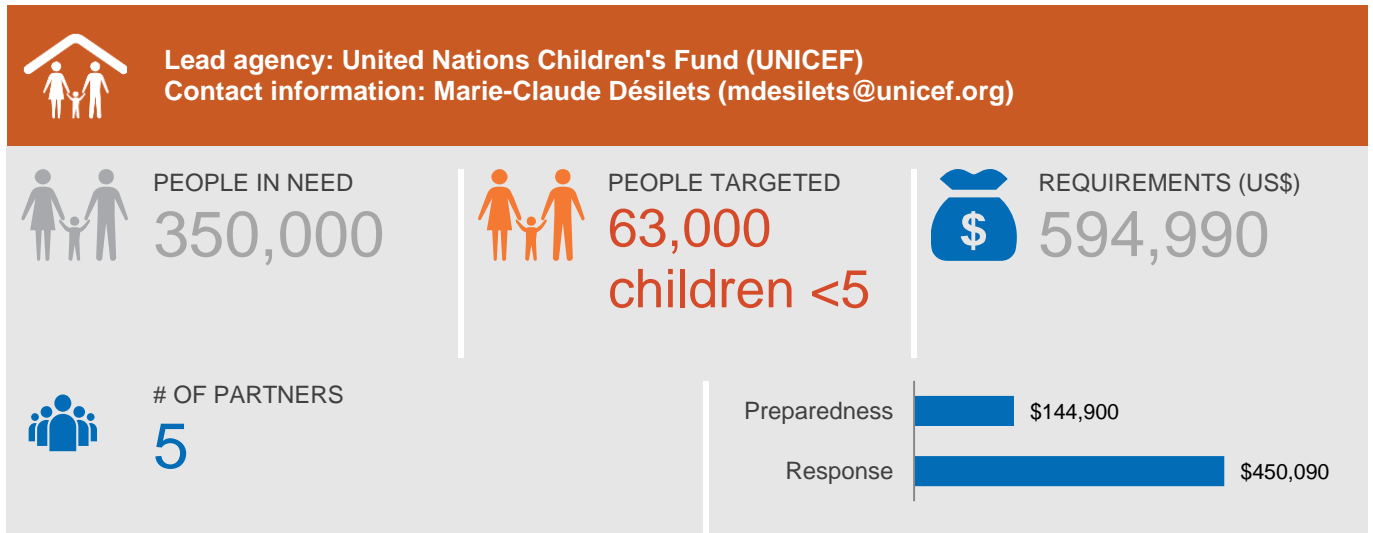 Lead agency: United Nations Children's Fund (UNICEF)
Contact information: Marie-Claude Désilets (mdesilets@unicef.org)
PEOPLE IN NEED
350,000
PEOPLE TARGETED
63,000
children <5
REQUIREMENTS (US$)
$
594,990
# OF PARTNERS
5
Preparedness
$144,900
Response
$450,090